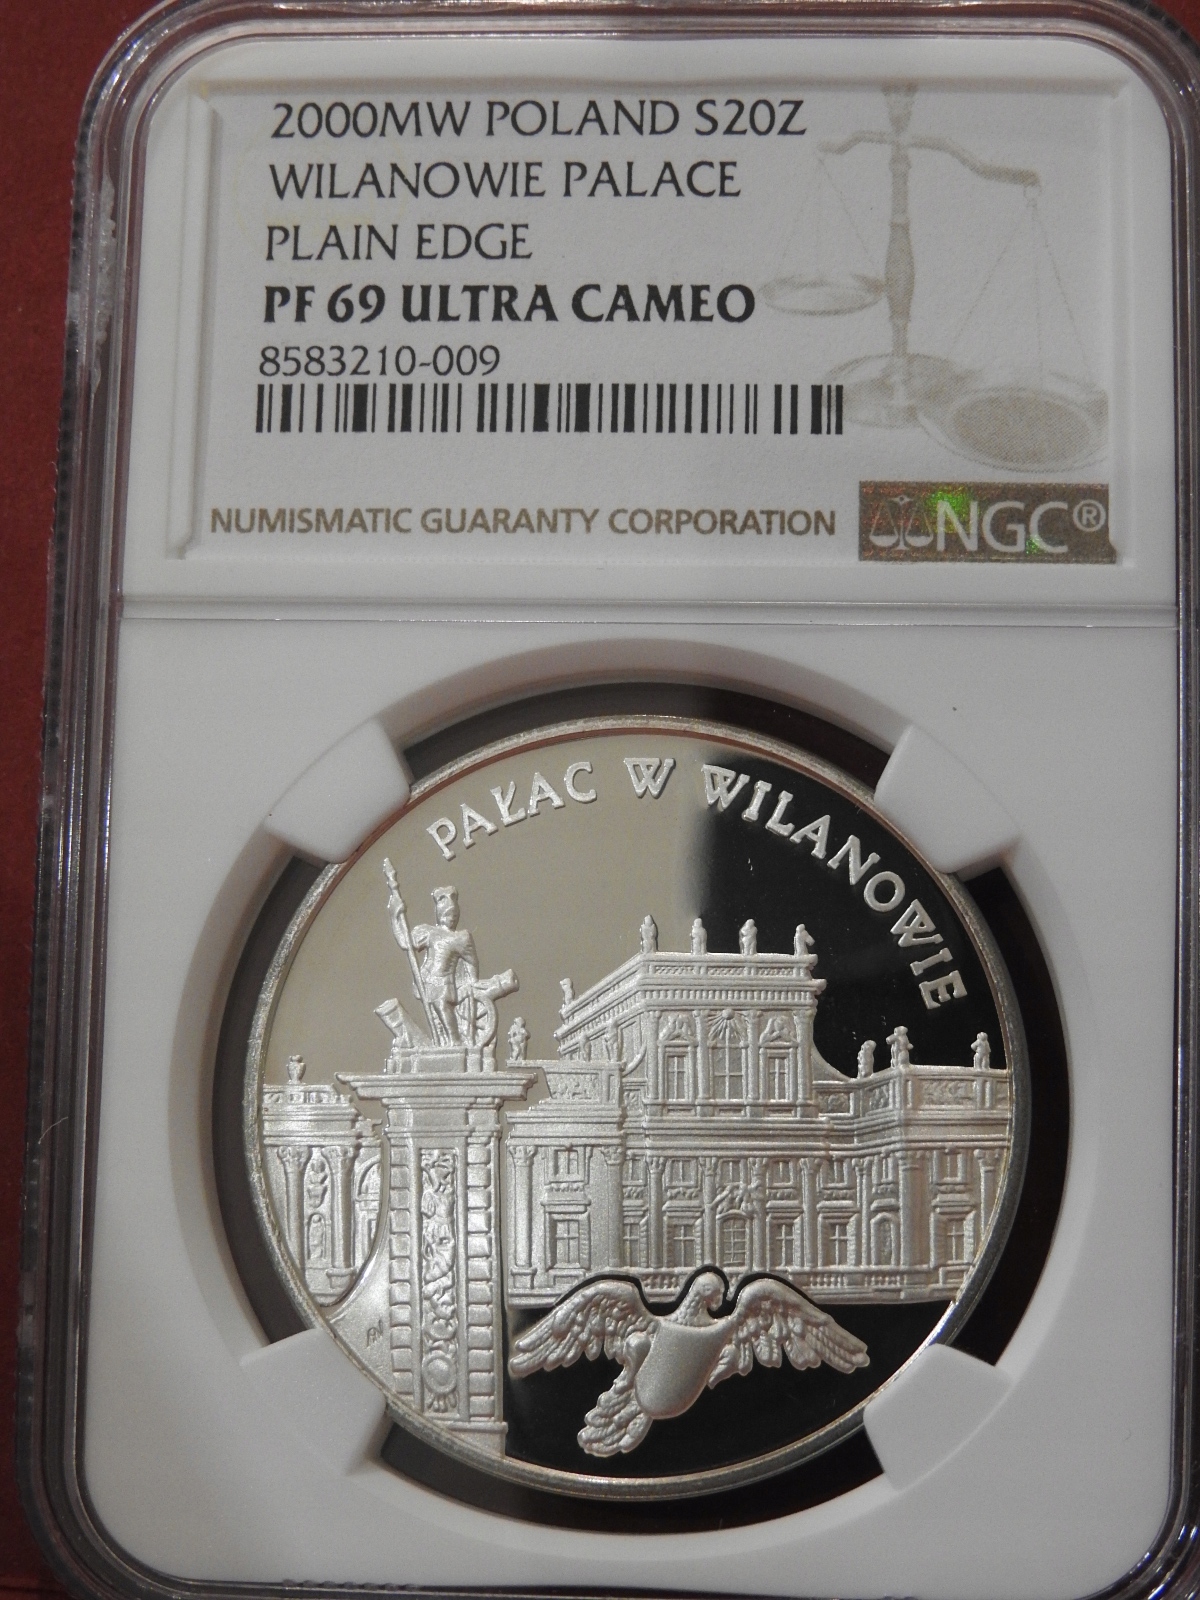 2000MW POLAND S20Z
WILANOWIE PALACE
PLAIN EDGE
PF 69 ULTRA CAMEO
8583210-009
NUMISMATIC GUARANTY CORPORATION
NGC®
PAŁAC W WILANOWIE